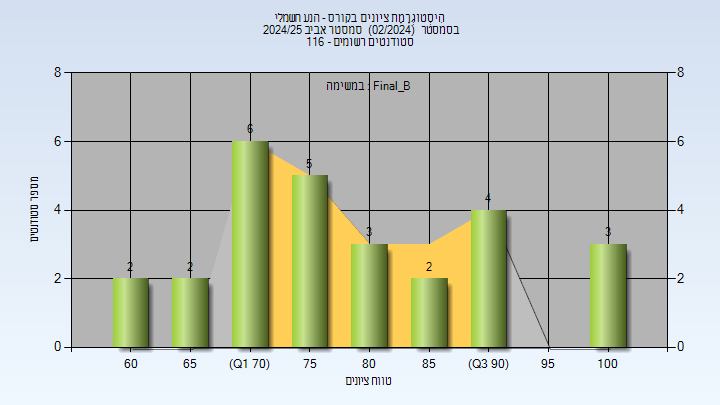 היסטוגרמת ציונים בקורס - הנע חשמלי
בסמסטר (02/2024) סמסטר אביב 2024/25
סטודנטים רשומים - 116
במשימה : Final_B
מספר סטודנטים
8 8
6 6
4 4
2 2
0 0
2 2 6 5 3 2 4 3
60 65 (Q1 70) 75 80 85 (Q3 90) 95 100
טווח ציונים